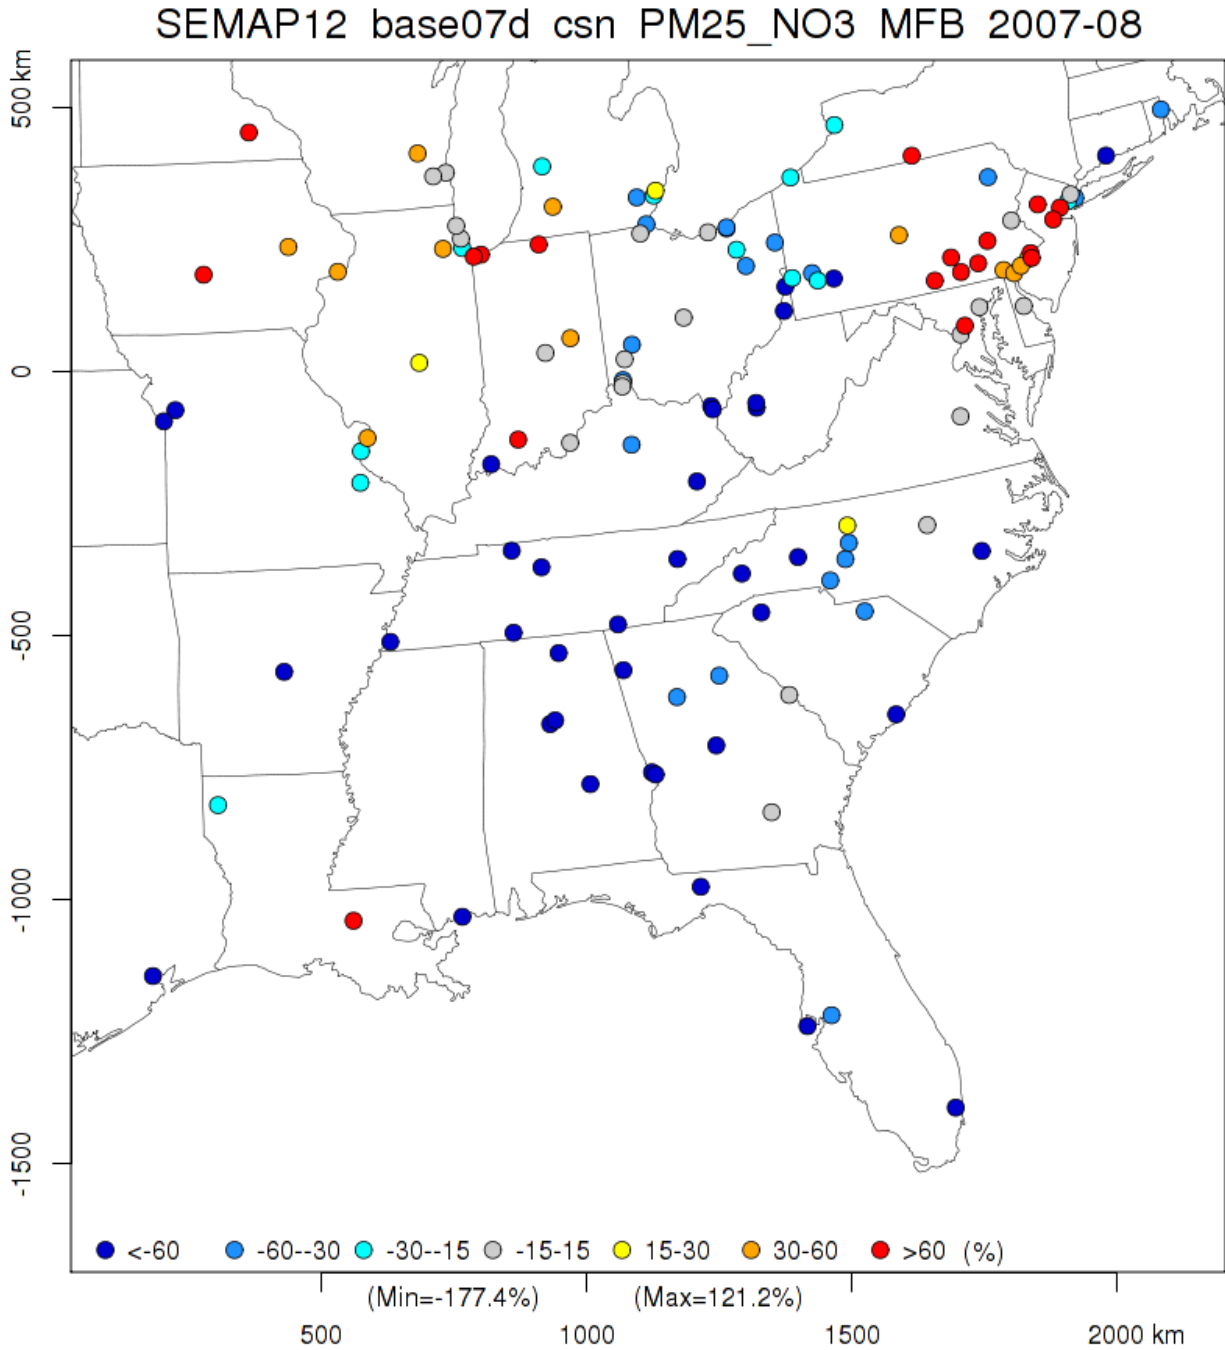 SEMAP12 base07d csn PM25_NO3 MFB 2007-08
500 km
0
-500
-1000
-1500
<-60 -60--30 -30--15 -15-15 15-30 30-60 >60 (%)
(Min=-177.4%) (Max=121.2%)
500 1000 1500 2000 km